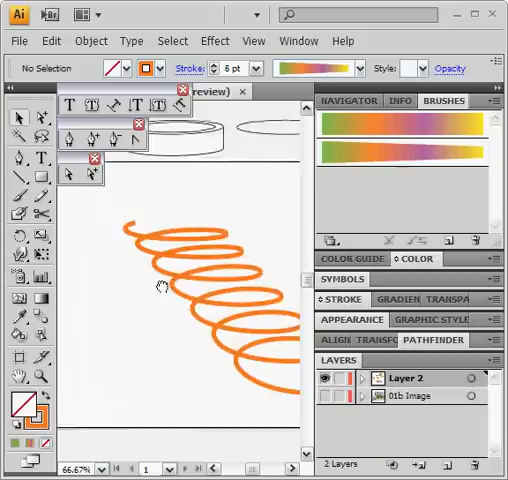 Ai Br
File Edit Object Type Select Effect View Window Help
No Selection Stroke: 8 pt Style: Opacity
review) ×
NAVIGATOR INFO BRUSHES
COLOR GUIDE COLOR
SYMBOLS
STROKE GRADIEN TRANSPA
APPEARANCE GRAPHIC STYLE
ALIGN TRANSFO PATHFINDER
LAYERS
Layer 2
01b Image
2 Layers
66.67% 1